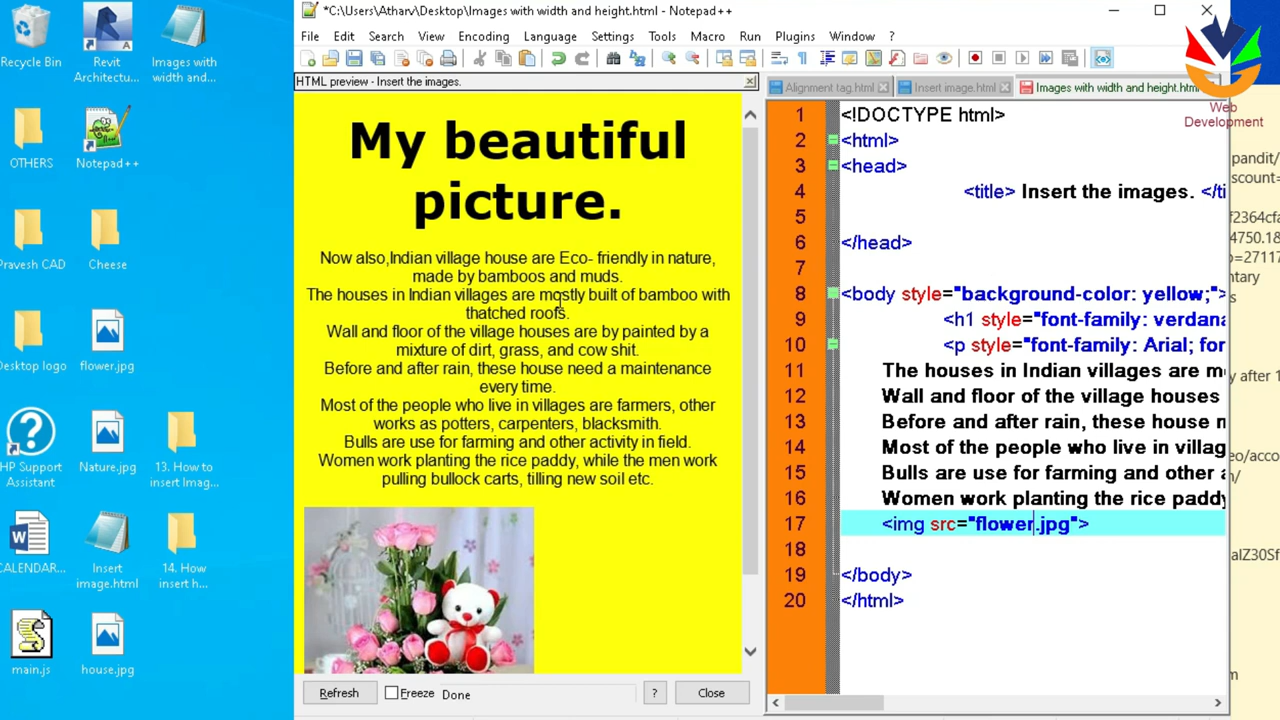 *C:\Users\Atharv\Desktop\Images with width and height.html - Notepad++
File Edit Search View Encoding Language Settings Tools Macro Run Plugins Window ?
HTML preview - Insert the images.
Alignment tag.html
Insert image.html
Images with width and height.html
Web
Development
Recycle Bin
Revit
Architectu...
Images with
width and...
OTHERS
Notepad++
Pravesh CAD
Cheese
Desktop logo
flower.jpg
HP Support
Assistant
Nature.jpg
13. How to
insert Imag...
CALENDAR...
Insert
image.html
14. How
insert h...
main.js
house.jpg
My beautiful
picture.
Now also,Indian village house are Eco- friendly in nature,
made by bamboos and muds.
The houses in Indian villages are mostly built of bamboo with
thatched roofs.
Wall and floor of the village houses are by painted by a
mixture of dirt, grass, and cow shit.
Before and after rain, these house need a maintenance
every time.
Most of the people who live in villages are farmers, other
works as potters, carpenters, blacksmith.
Bulls are use for farming and other activity in field.
Women work planting the rice paddy, while the men work
pulling bullock carts, tilling new soil etc.
Refresh
Freeze
Done
?
Close
1 <!DOCTYPE html>
2 <html>
3 <head>
4 <title> Insert the images. </ti
5
6 </head>
7
8 <body style="background-color: yellow;">
9 <h1 style="font-family: verdana
10 <p style="font-family: Arial; for
11 The houses in Indian villages are m
12 Wall and floor of the village houses
13 Before and after rain, these house n
14 Most of the people who live in villag
15 Bulls are use for farming and other a
16 Women work planting the rice paddy
17 <img src="flower.jpg">
18
19 </body>
20 </html>
pandit/
scount=
f2364cfa
4750.18
o=27117
entary
y after 1
eo/acco
n/
aIZ30Sf